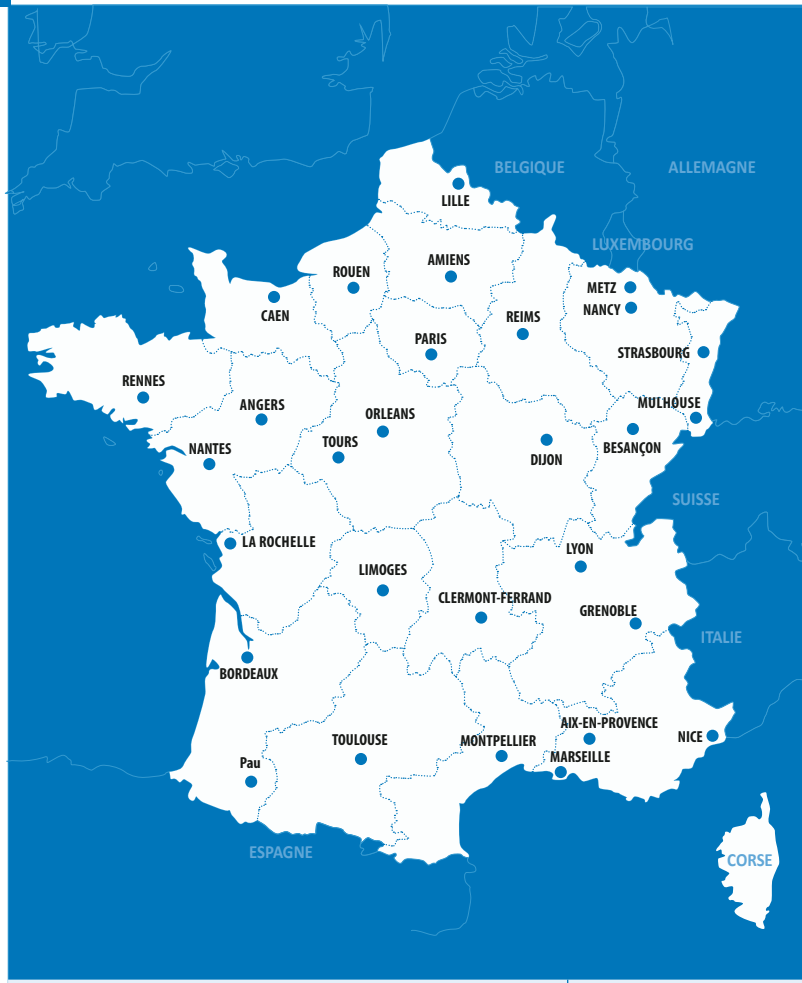 BELGIQUE
ALLEMAGNE
LILLE
LUXEMBOURG
AMIENS
ROUEN
METZ
NANCY
CAEN
REIMS
PARIS
STRASBOURG
RENNES
MULHOUSE
ANGERS
ORLEANS
TOURS
NANTES
BESANÇON
DIJON
SUISSE
LA ROCHELLE
LYON
LIMOGES
CLERMONT-FERRAND
GRENOBLE
ITALIE
BORDEAUX
AIX-EN-PROVENCE
NICE
TOULOUSE
MONTPELLIER
MARSEILLE
Pau
ESPAGNE
CORSE